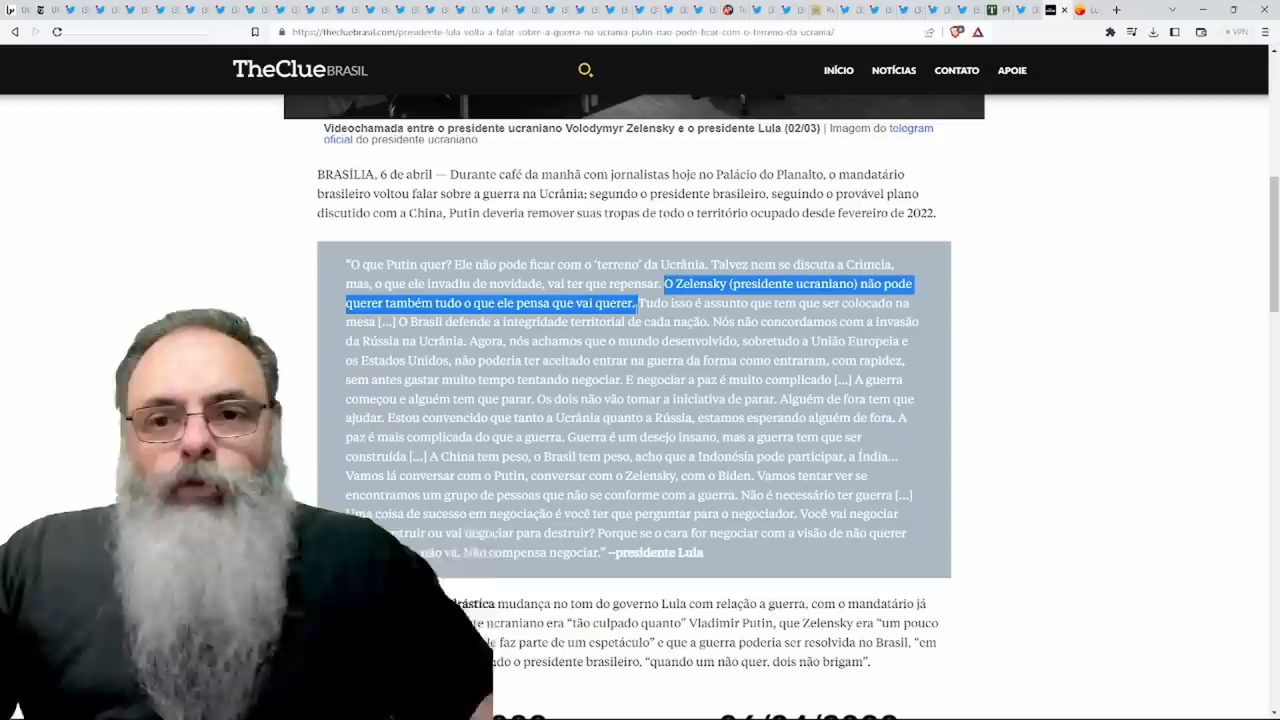 https://thecluebrasil.com/presidente-lula-volta-a-falar-sobre-a-guerra-na-ucrania-putin-nao-pode-ficar-com-o-terreno-da-ucrania/
VPN
TheClueBRASIL
INÍCIO NOTÍCIAS CONTATO APOIE
Videochamada entre o presidente ucraniano Volodymyr Zelensky e o presidente Lula (02/03) | Imagem do telegram
oficial do presidente ucraniano
BRASÍLIA, 6 de abril — Durante café da manhã com jornalistas hoje no Palácio do Planalto, o mandatário
brasileiro voltou falar sobre a guerra na Ucrânia; segundo o presidente brasileiro, seguindo o provável plano
discutido com a China, Putin deveria remover suas tropas de todo o território ocupado desde fevereiro de 2022.
“O que Putin quer? Ele não pode ficar com o ‘terreno’ da Ucrânia. Talvez nem se discuta a Crimeia,
mas, o que ele invadiu de novidade, vai ter que repensar. O Zelensky (presidente ucraniano) não pode
querer também tudo o que ele pensa que vai querer. Tudo isso é assunto que tem que ser colocado na
mesa [...] O Brasil defende a integridade territorial de cada nação. Nós não concordamos com a invasão
da Rússia na Ucrânia. Agora, nós achamos que o mundo desenvolvido, sobretudo a União Europeia e
os Estados Unidos, não poderia ter aceitado entrar na guerra da forma como entraram, com rapidez,
sem antes gastar muito tempo tentando negociar. E negociar a paz é muito complicado [...] A guerra
começou e alguém tem que parar. Os dois não vão tomar a iniciativa de parar. Alguém de fora tem que
ajudar. Estou convencido que tanto a Ucrânia quanto a Rússia, estamos esperando alguém de fora. A
paz é mais complicada do que a guerra. Guerra é um desejo insano, mas a guerra tem que ser
construída [...] A China tem peso, o Brasil tem peso, acho que a Indonésia pode participar, a Índia...
Vamos lá conversar com o Putin, conversar com o Zelensky, com o Biden. Vamos tentar ver se
encontramos um grupo de pessoas que não se conforme com a guerra. Não é necessário ter guerra [...]
Uma coisa de sucesso em negociação é você ter que perguntar para o negociador. Você vai negociar
ou vai negociar para destruir? Porque se o cara for negociar com a visão de não querer
não va. Não compensa negociar.” –presidente Lula
mudança no tom do governo Lula com relação a guerra, com o mandatário já
ucraniano era “tão culpado quanto” Vladimir Putin, que Zelensky era “um pouco
faz parte de um espetáculo” e que a guerra poderia ser resolvida no Brasil, “em
o presidente brasileiro, “quando um não quer, dois não brigam”.